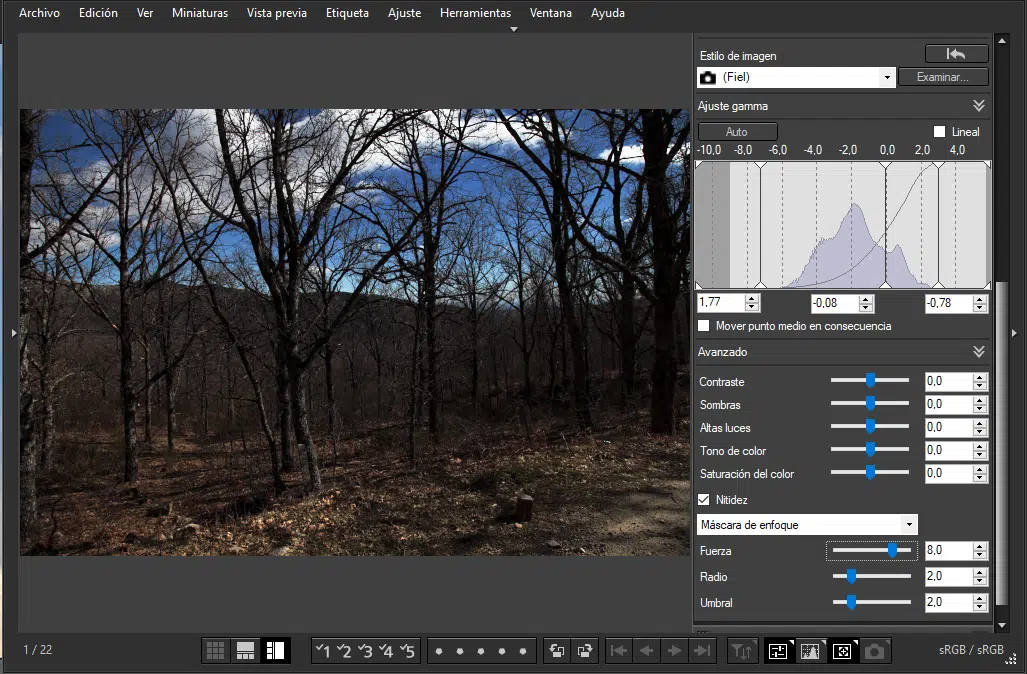 Archivo Edición Ver Miniaturas Vista previa Etiqueta Ajuste Herramientas Ventana Ayuda
Estilo de imagen
(Fiel) Examinar...
Ajuste gamma
Auto Lineal
-10,0 -8,0 -6,0 -4,0 -2,0 0,0 2,0 4,0
1,77 -0,08 -0,78
Mover punto medio en consecuencia
Avanzado
Contraste 0,0
Sombras 0,0
Altas luces 0,0
Tono de color 0,0
Saturación del color 0,0
Nitidez
Máscara de enfoque
Fuerza 8,0
Radio 2,0
Umbral 2,0
1 / 22 1 2 3 4 5 sRGB / sRGB